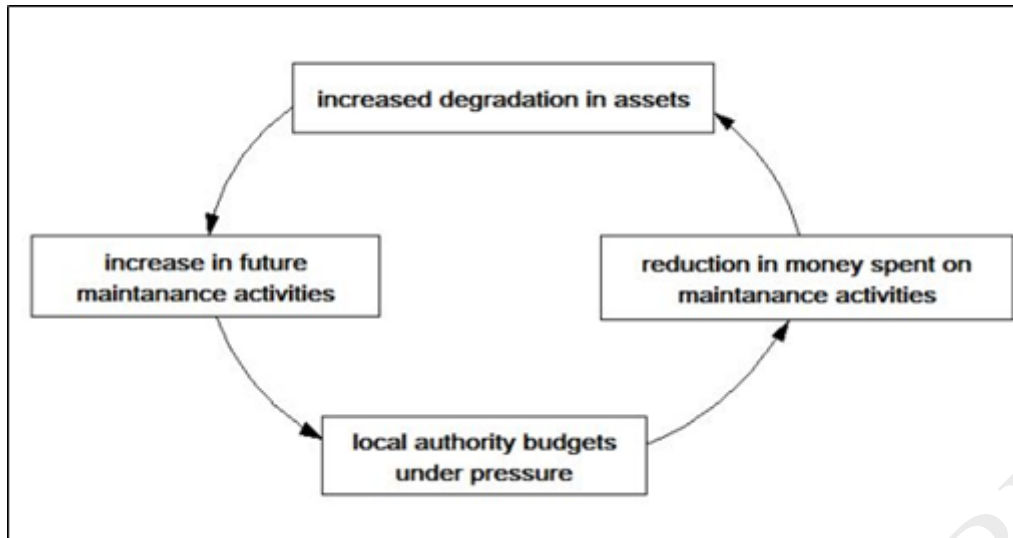 increased degradation in assets
increase in future
maintanance activities
reduction in money spent on
maintanance activities
local authority budgets
under pressure